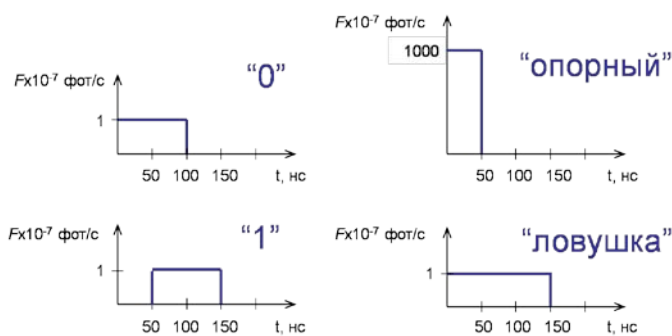 Fx10⁻⁷ фот/с
“0”
1
50 100 150 t, нс
Fx10⁻⁷ фот/с
1000
“опорный”
50 100 150 t, нс
Fx10⁻⁷ фот/с
“1”
1
50 100 150 t, нс
Fx10⁻⁷ фот/с
“ловушка”
1
50 100 150 t, нс